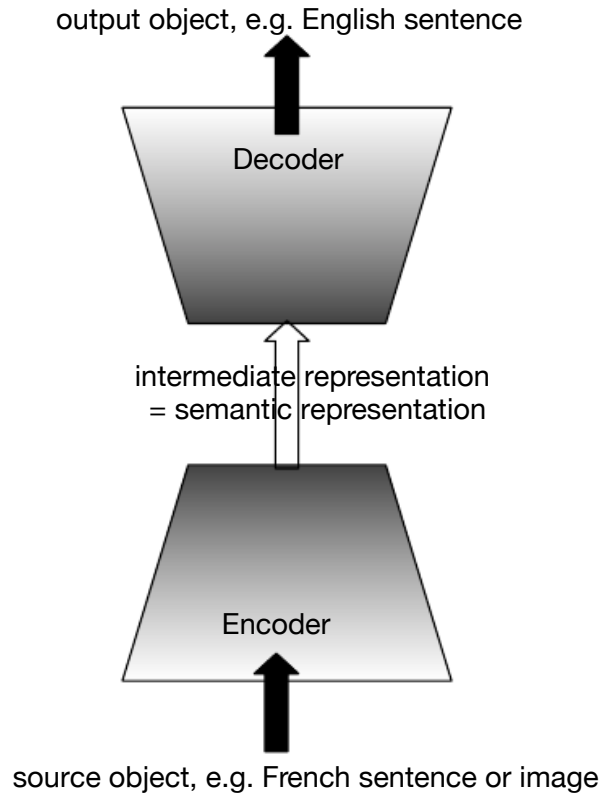 output object, e.g. English sentence
Decoder
intermediate representation
= semantic representation
Encoder
source object, e.g. French sentence or image